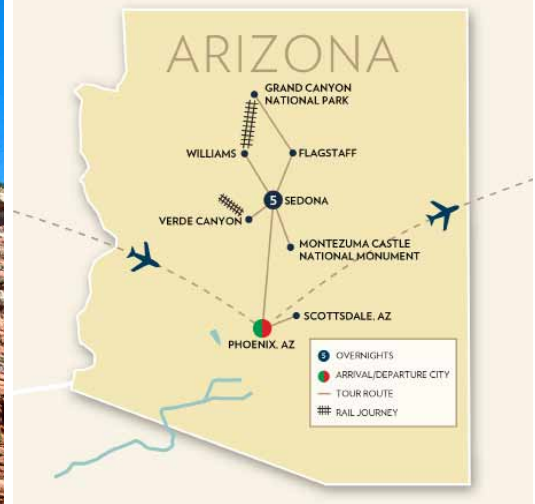 ARIZONA
GRAND CANYON
NATIONAL PARK
WILLIAMS
FLAGSTAFF
5
SEDONA
VERDE CANYON
MONTEZUMA CASTLE
NATIONAL MONUMENT
SCOTTSDALE, AZ
PHOENIX, AZ
5 OVERNIGHTS
ARRIVAL/DEPARTURE CITY
TOUR ROUTE
RAIL JOURNEY